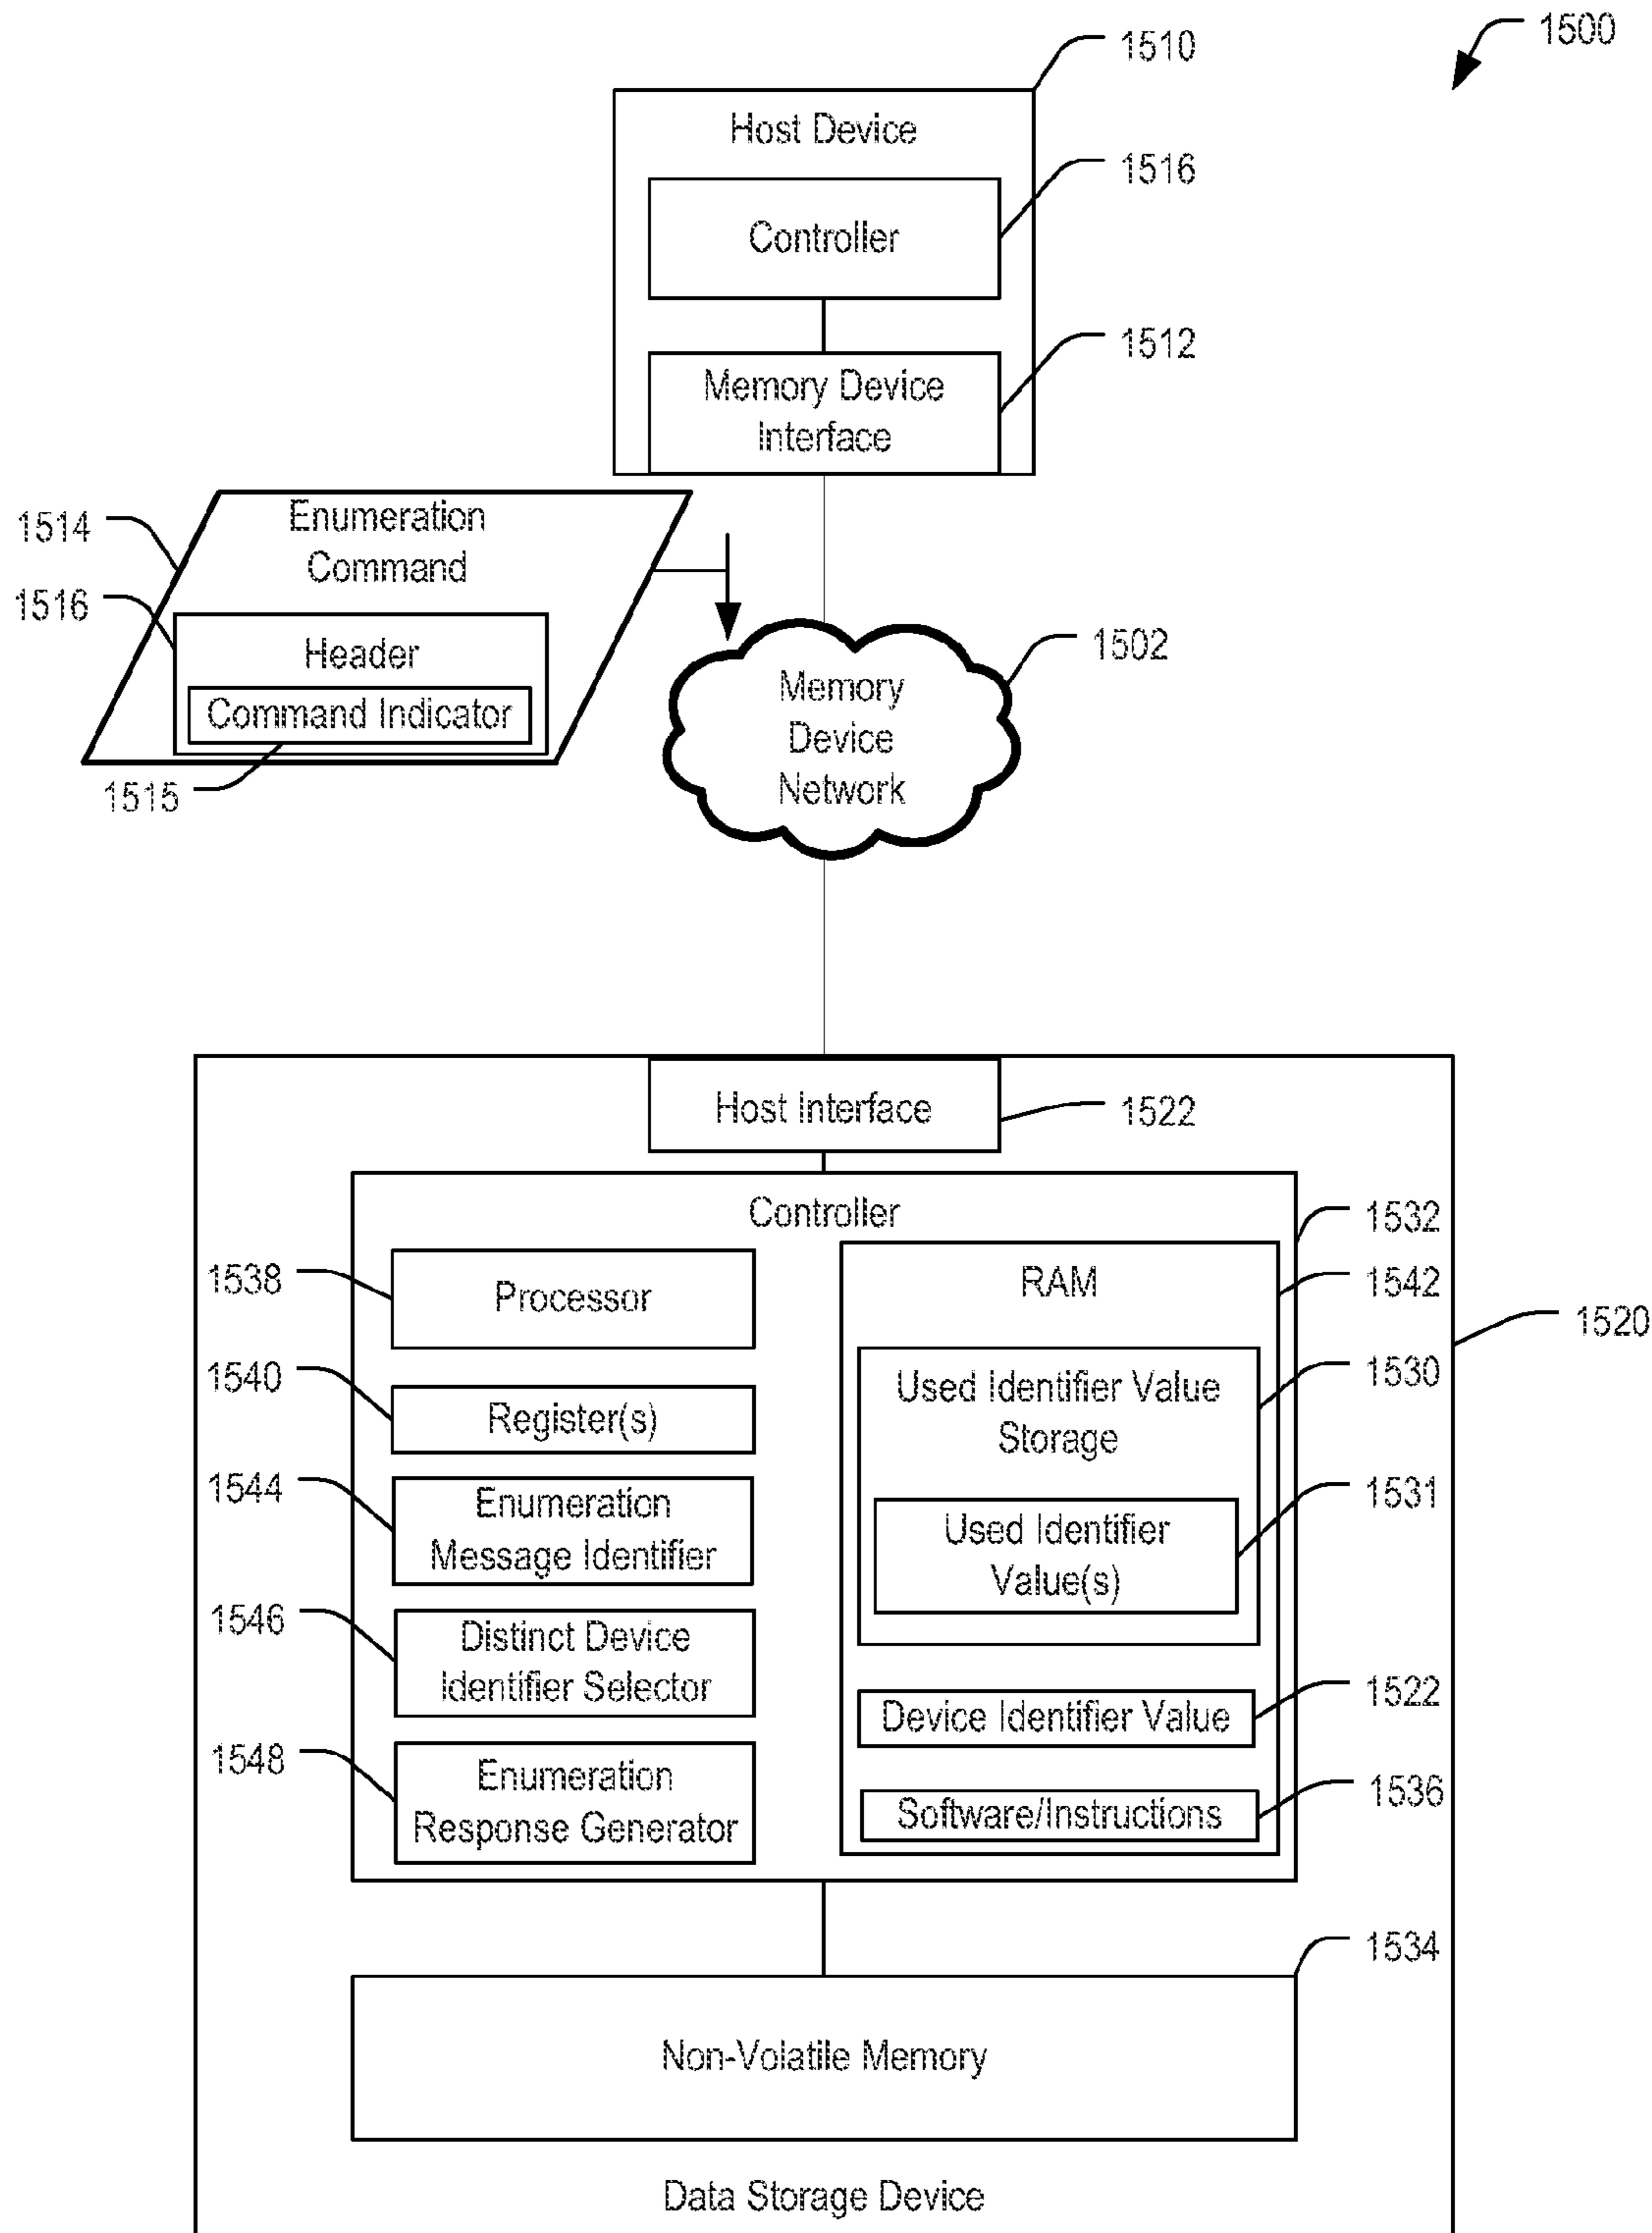 1500
1510
Host Device
1516
Controller
1512
Memory Device
Interface
1514
Enumeration
Command
1516
Header
Command Indicator
1515
1502
Memory
Device
Network
Host Interface
1522
Controller
1532
1538
Processor
RAM
1542
1520
1540
Register(s)
Used Identifier Value
Storage
1530
1544
Enumeration
Message Identifier
Used Identifier
Value(s)
1531
1546
Distinct Device
Identifier Selector
Device Identifier Value
1522
1548
Enumeration
Response Generator
Software/Instructions
1536
1534
Non-Volatile Memory
Data Storage Device